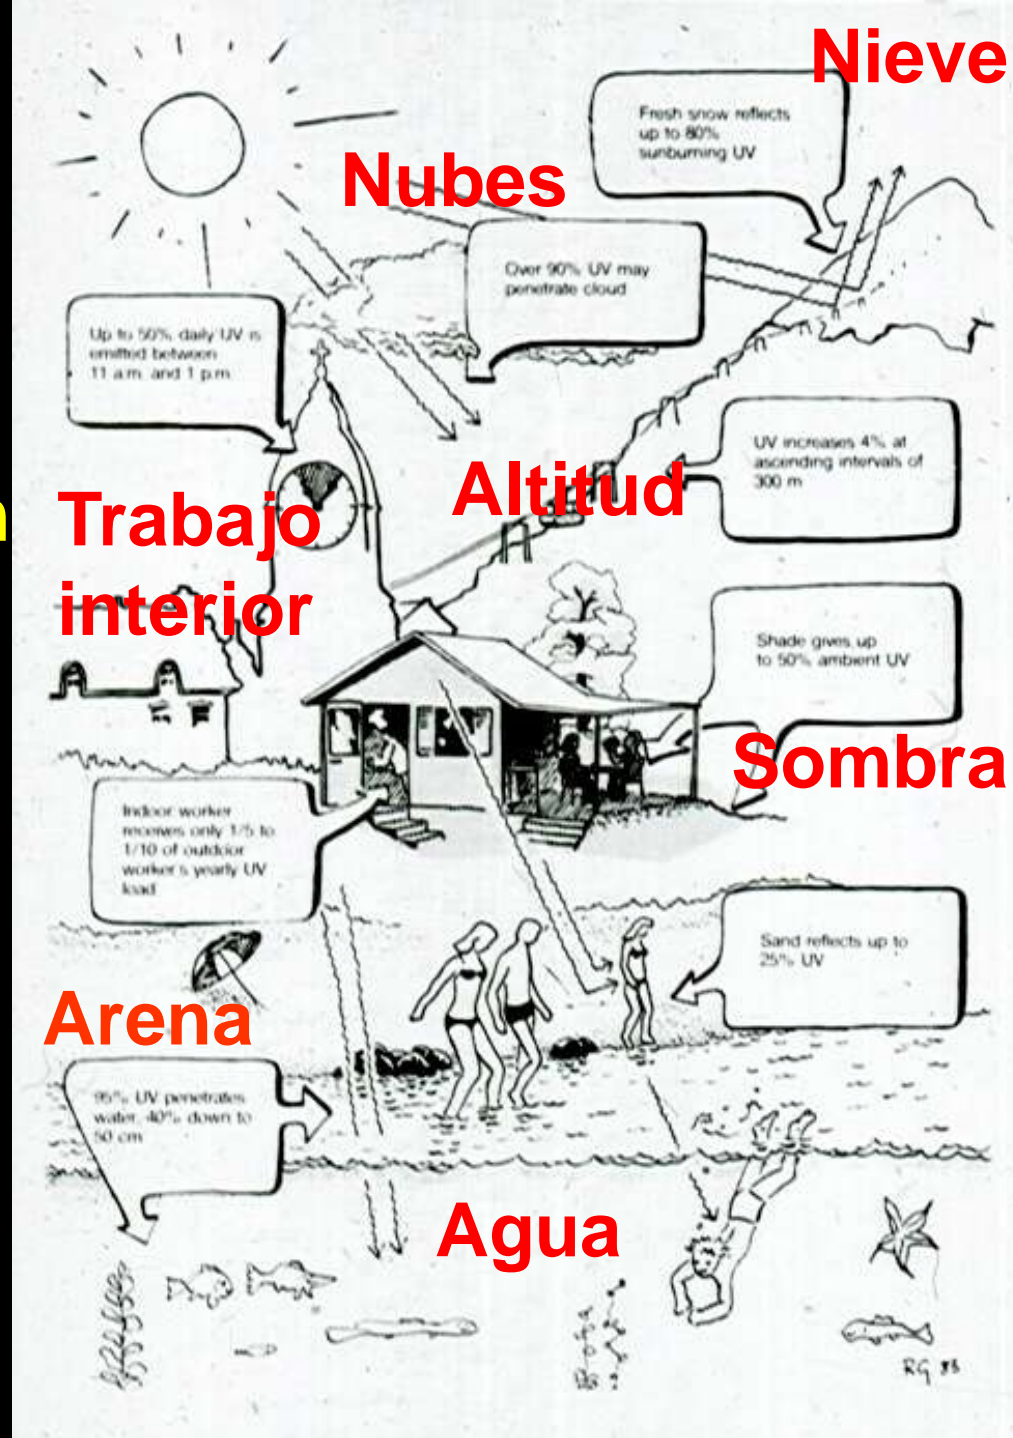 Nieve
Fresh snow reflects
up to 80%
sunburning UV
Nubes
Over 90% UV may
penetrate cloud
Up to 50% daily UV is
emitted between
11 a.m. and 1 p.m.
UV increases 4% at
ascending intervals of
300 m
Altitud
Trabajo
interior
n
Shade gives up
to 50% ambient UV
Sombra
Indoor worker
receives only 1/5 to
1/10 of outdoor
worker's yearly UV
load
Sand reflects up to
25% UV
Arena
95% UV penetrates
water, 40% down to
50 cm
Agua
RG